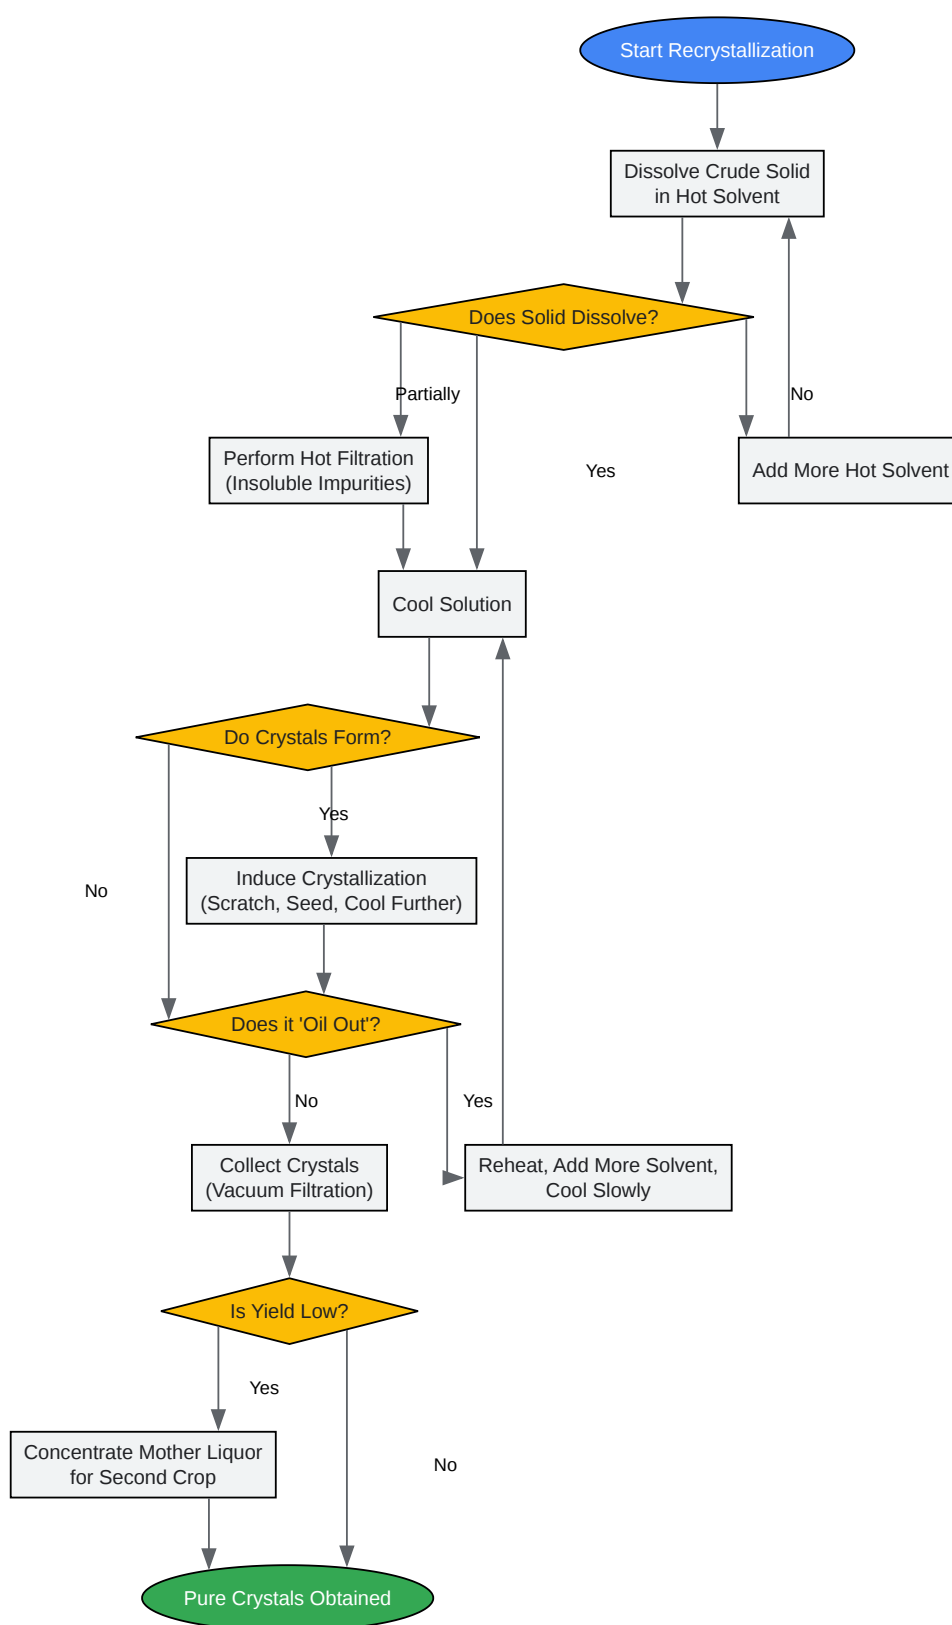 Start Recrystallization
Dissolve Crude Solid
in Hot Solvent
Does Solid Dissolve?
Partially
No
Perform Hot Filtration
(Insoluble Impurities)
Yes
Add More Hot Solvent
Cool Solution
Do Crystals Form?
Yes
Induce Crystallization
(Scratch, Seed, Cool Further)
No
Does it 'Oil Out'?
No
Yes
Collect Crystals
(Vacuum Filtration)
Reheat, Add More Solvent,
Cool Slowly
Is Yield Low?
Yes
Concentrate Mother Liquor
for Second Crop
No
Pure Crystals Obtained